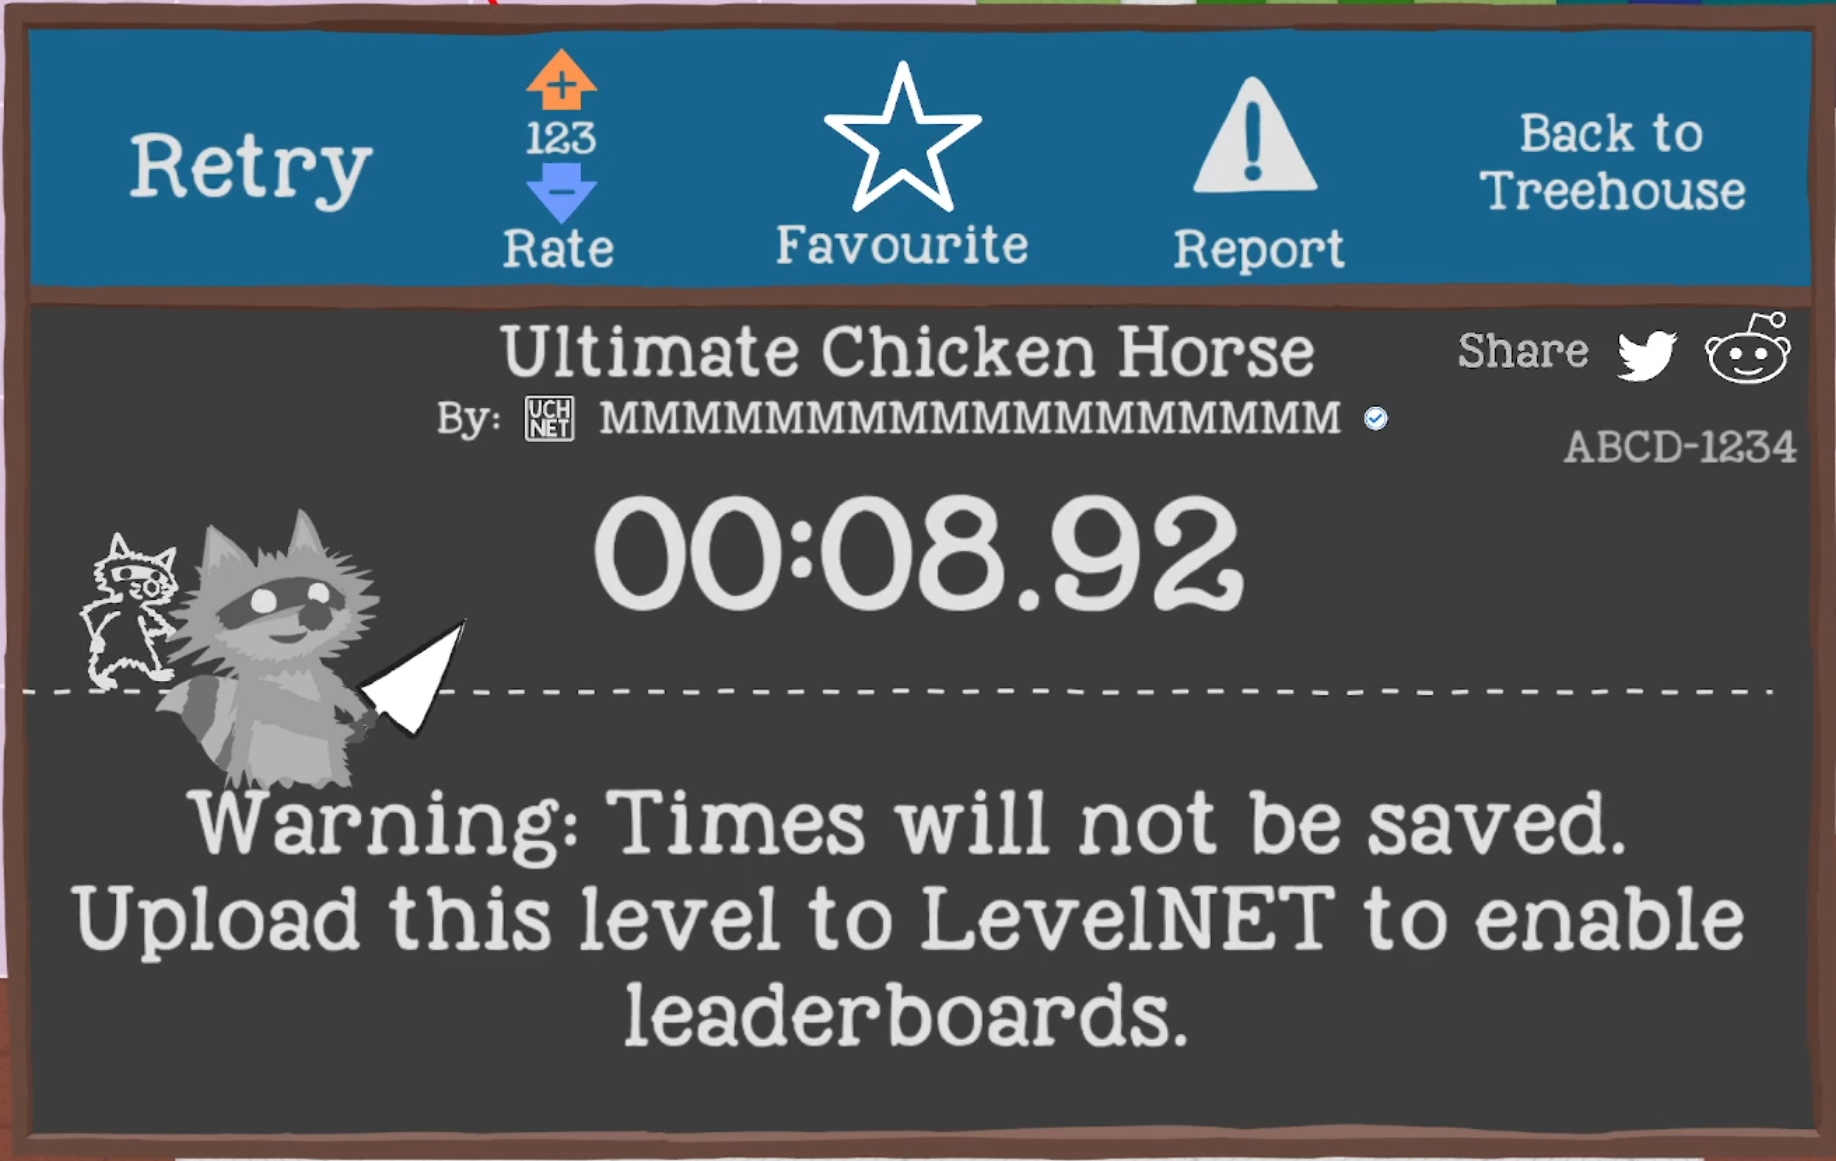 Retry
+
123
-
Rate
Favourite
!
Report
Back to
Treehouse
Ultimate Chicken Horse
Share
By: UCH NET MMMMMMMMMMMMMMMMMM
ABCD-1234
00:08.92
Warning: Times will not be saved.
Upload this level to LevelNET to enable
leaderboards.